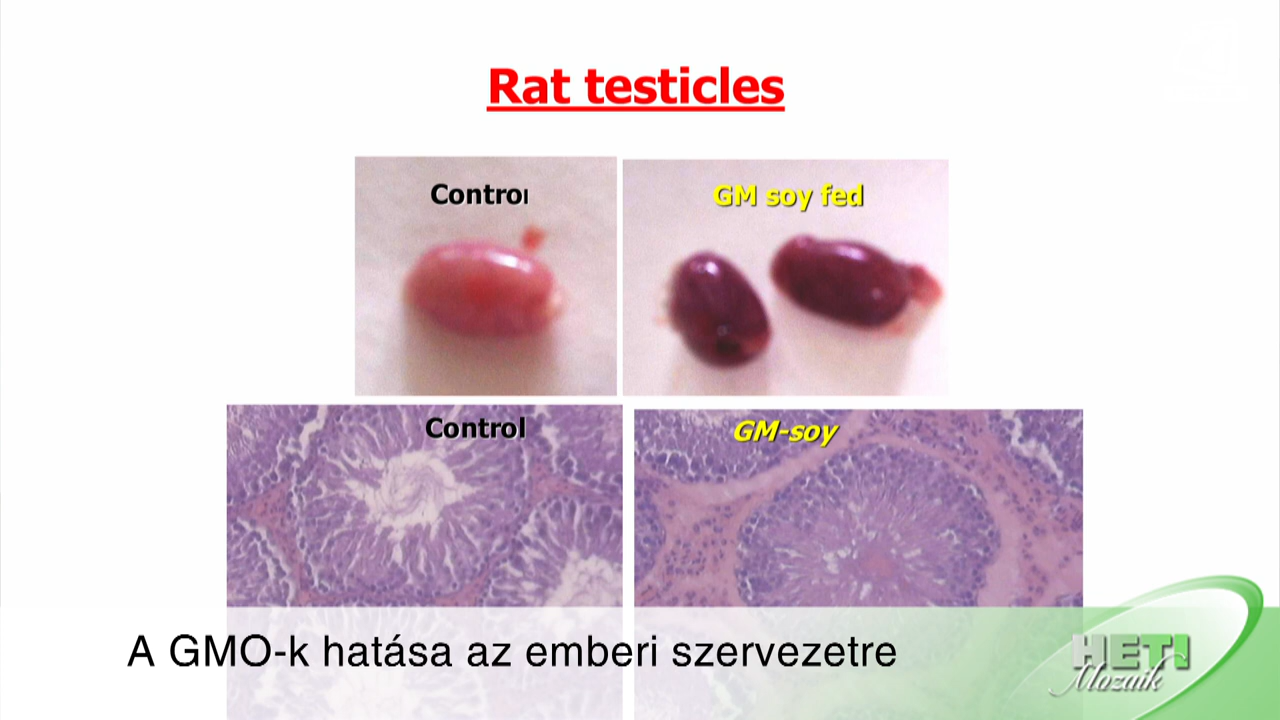 Rat testicles
Control
GM soy fed
Control
GM-soy
A GMO-k hatása az emberi szervezetre
HETI
Mozaik